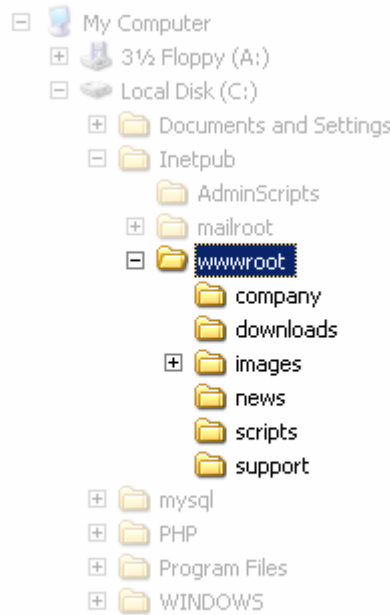 My Computer
3½ Floppy (A:)
Local Disk (C:)
Documents and Settings
Inetpub
AdminScripts
mailroot
wwwroot
company
downloads
images
news
scripts
support
mysql
PHP
Program Files
WINDOWS